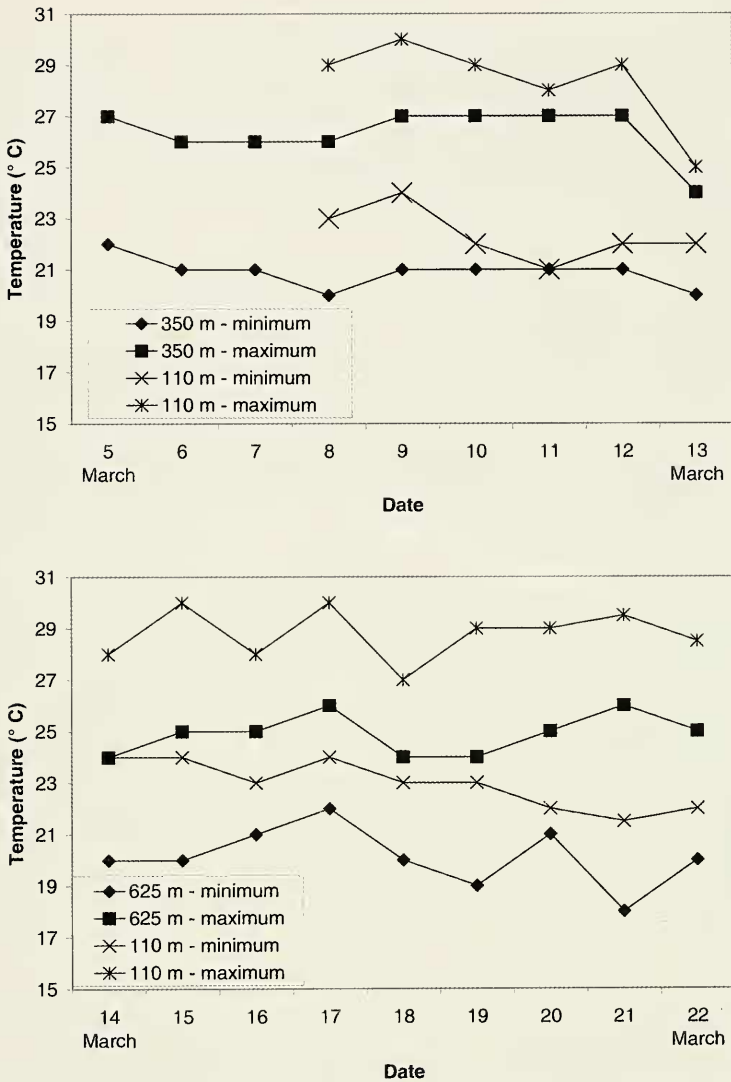 31
29
27
25
23
21
19
17
15
Temperature (° C)
350 m - minimum
350 m - maximum
110 m - minimum
110 m - maximum
5 6 7 8 9 10 11 12 13
March March
Date
31
29
27
25
23
21
19
17
15
Temperature (° C)
625 m - minimum
625 m - maximum
110 m - minimum
110 m - maximum
14 15 16 17 18 19 20 21 22
March March
Date